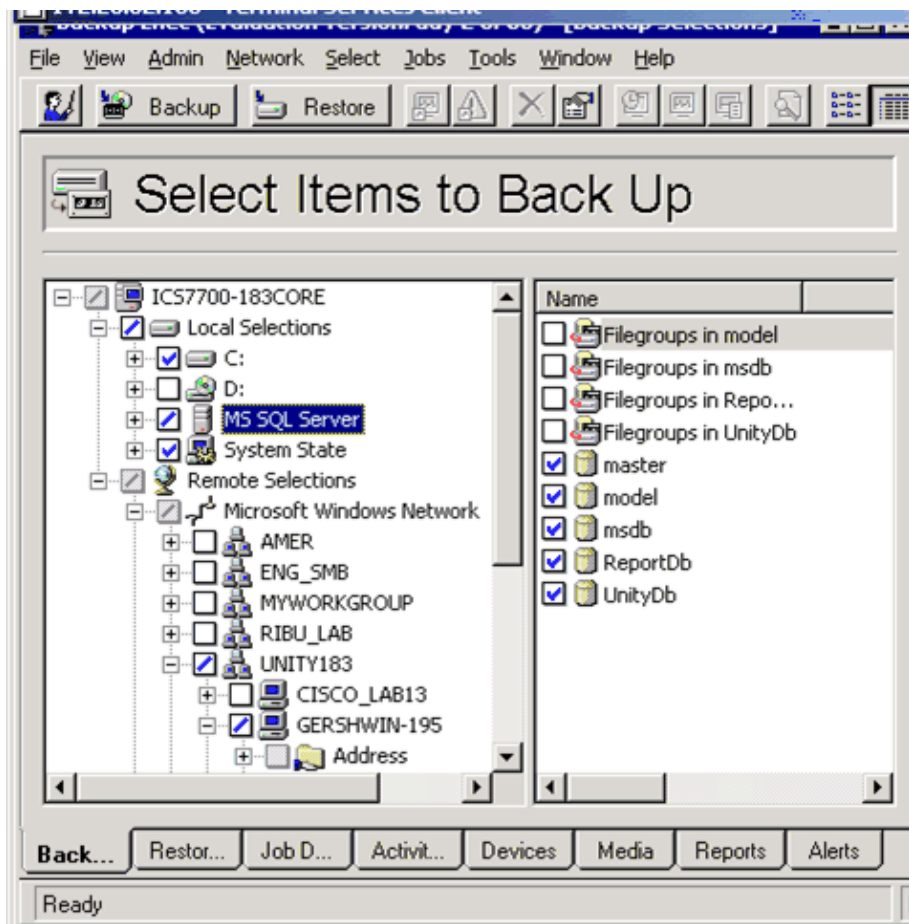 Terminal Services Client
File View Admin Network Select Jobs Tools Window Help
Backup Restore
Select Items to Back Up
ICS7700-183CORE
Local Selections
C:
D:
MS SQL Server
System State
Remote Selections
Microsoft Windows Network
AMER
ENG_SMB
MYWORKGROUP
RIBU_LAB
UNITY183
CISCO_LAB13
GERSHWIN-195
Address
Name
Filegroups in model
Filegroups in msdb
Filegroups in Repo...
Filegroups in UnityDb
master
model
msdb
ReportDb
UnityDb
Back... Restor... Job D... Activit... Devices Media Reports Alerts
Ready